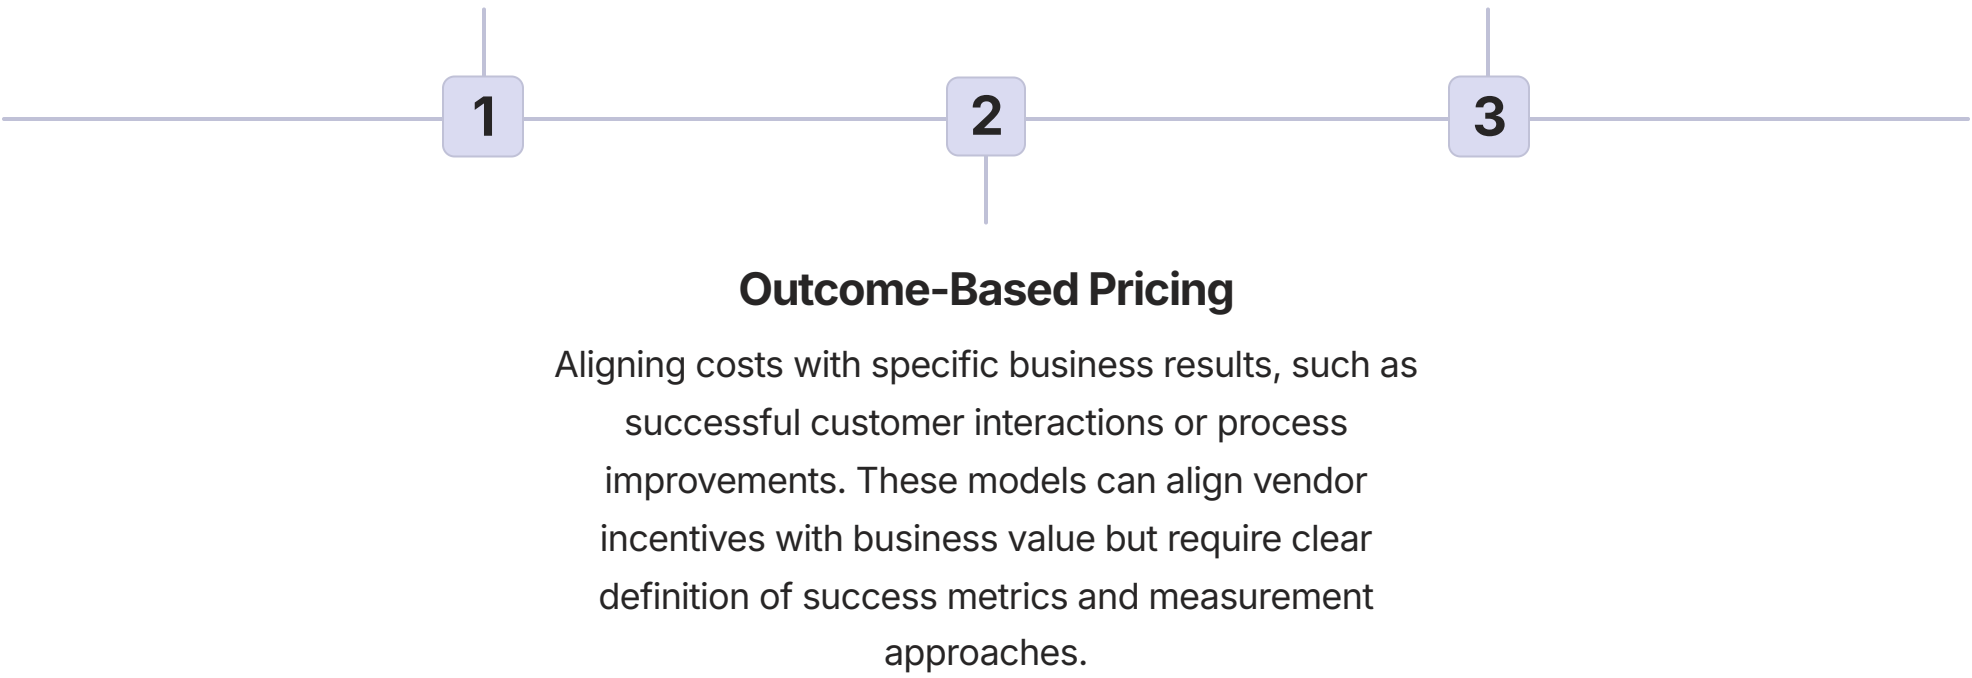 1
2
3
Outcome-Based Pricing
Aligning costs with specific business results, such as
successful customer interactions or process
improvements. These models can align vendor
incentives with business value but require clear
definition of success metrics and measurement
approaches.